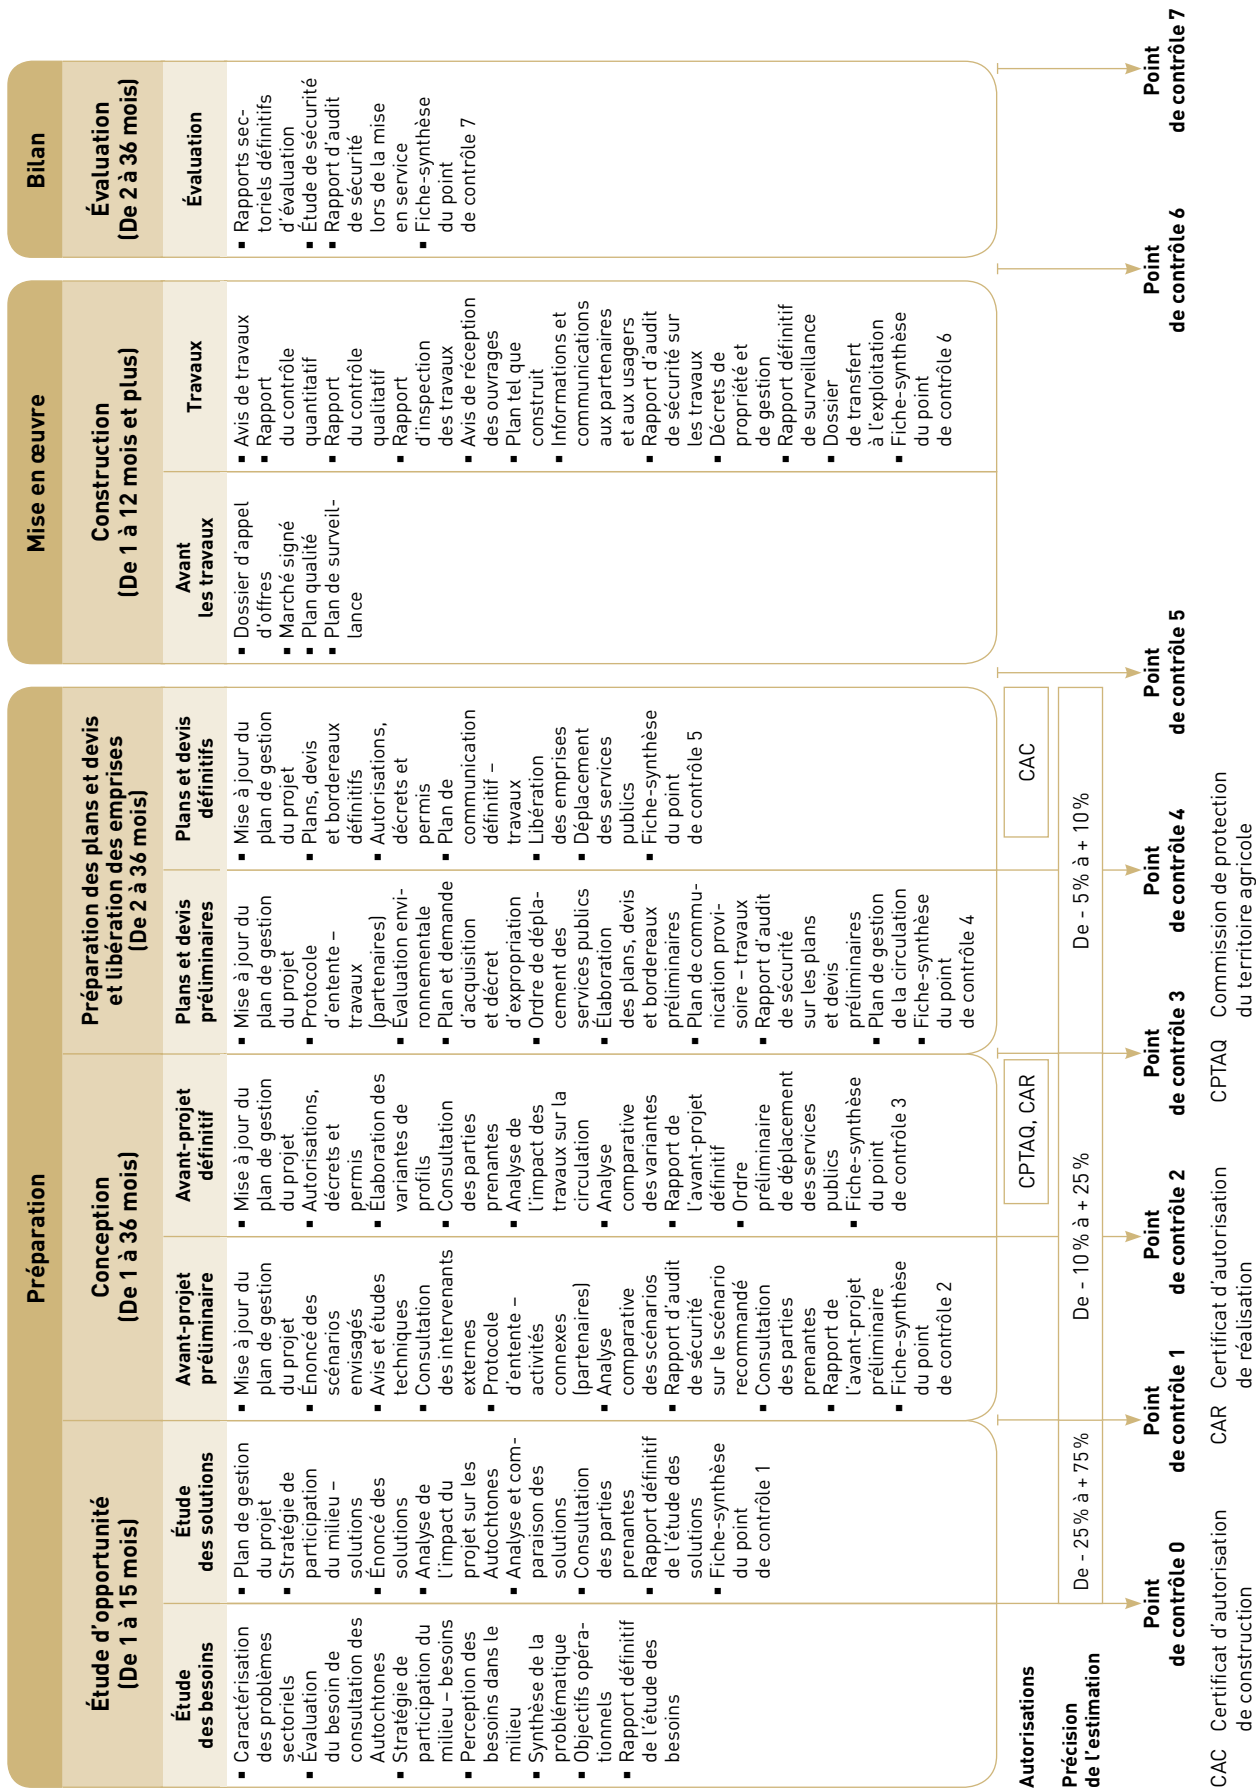 Préparation
Étude d'opportunité
(De 1 à 15 mois)
Étude
des besoins
▪ Caractérisation
des problèmes
sectoriels
▪ Évaluation
du besoin de
consultation des
Autochtones
▪ Stratégie de
participation du
milieu – besoins
▪ Perception des
besoins dans le
milieu
▪ Synthèse de la
problématique
▪ Objectifs opéra-
tionnels
▪ Rapport définitif
de l'étude des
besoins
Étude
des solutions
▪ Plan de gestion
du projet
▪ Stratégie de
participation
du milieu –
solutions
▪ Énoncé des
solutions
▪ Analyse de
l'impact du
projet sur les
Autochtones
▪ Analyse et com-
paraison des
solutions
▪ Consultation
des parties
prenantes
▪ Rapport définitif
de l'étude des
solutions
▪ Fiche-synthèse
du point
de contrôle 1
Conception
(De 1 à 36 mois)
Avant-projet
préliminaire
▪ Mise à jour du
plan de gestion
du projet
▪ Énoncé des
scénarios
envisagés
▪ Avis et études
techniques
▪ Consultation
des intervenants
externes
▪ Protocole
d'entente –
activités
connexes
(partenaires)
▪ Analyse
comparative
des scénarios
▪ Rapport d'audit
de sécurité
sur le scénario
recommandé
▪ Consultation
des parties
prenantes
▪ Rapport de
l'avant-projet
préliminaire
▪ Fiche-synthèse
du point
de contrôle 2
Avant-projet
définitif
▪ Mise à jour du
plan de gestion
du projet
▪ Autorisations,
décrets et
permis
▪ Élaboration des
variantes de
profils
▪ Consultation
des parties
prenantes
▪ Analyse de
l'impact des
travaux sur la
circulation
▪ Analyse
comparative
des variantes
▪ Rapport de
l'avant-projet
définitif
▪ Ordre
préliminaire
de déplacement
des services
publics
▪ Fiche-synthèse
du point
de contrôle 3
Préparation des plans et devis
et libération des emprises
(De 2 à 36 mois)
Plans et devis
préliminaires
▪ Mise à jour du
plan de gestion
du projet
▪ Protocole
d'entente –
travaux
(partenaires)
▪ Évaluation envi-
ronnementale
▪ Plan et demande
d'acquisition
et décret
d'expropriation
▪ Ordre de dépla-
cement des
services publics
▪ Élaboration
des plans, devis
et bordereaux
préliminaires
▪ Plan de commu-
nication provi-
soire – travaux
▪ Rapport d'audit
de sécurité
sur les plans
et devis
préliminaires
▪ Plan de gestion
de la circulation
▪ Fiche-synthèse
du point
de contrôle 4
Plans et devis
définitifs
▪ Mise à jour du
plan de gestion
du projet
▪ Plans, devis
et bordereaux
définitifs
▪ Autorisations,
décrets et
permis
▪ Plan de
communication
définitif –
travaux
▪ Libération
des emprises
▪ Déplacement
des services
publics
▪ Fiche-synthèse
du point
de contrôle 5
Mise en œuvre
Construction
(De 1 à 12 mois et plus)
Avant
les travaux
▪ Dossier d'appel
d'offres
▪ Marché signé
▪ Plan qualité
▪ Plan de surveil-
lance
Travaux
▪ Avis de travaux
▪ Rapport
du contrôle
quantitatif
▪ Rapport
du contrôle
qualitatif
▪ Rapport
d'inspection
des travaux
▪ Avis de réception
des ouvrages
▪ Plan tel que
construit
▪ Informations et
communications
aux partenaires
et aux usagers
▪ Rapport d'audit
de sécurité sur
les travaux
▪ Décrets de
propriété et
de gestion
▪ Rapport définitif
de surveillance
▪ Dossier
de transfert
à l'exploitation
▪ Fiche-synthèse
du point
de contrôle 6
Bilan
Évaluation
(De 2 à 36 mois)
Évaluation
▪ Rapports sec-
toriels définitifs
d'évaluation
▪ Étude de sécurité
▪ Rapport d'audit
de sécurité
lors de la mise
en service
▪ Fiche-synthèse
du point
de contrôle 7
Autorisations
CPTAQ, CAR
CAC
Précision
de l'estimation
De - 25 % à + 75 %
De - 10 % à + 25 %
De - 5 % à + 10 %
Point
de contrôle 0
Point
de contrôle 1
Point
de contrôle 2
Point
de contrôle 3
Point
de contrôle 4
Point
de contrôle 5
Point
de contrôle 6
Point
de contrôle 7
CAC Certificat d'autorisation
de construction
CAR Certificat d'autorisation
de réalisation
CPTAQ Commission de protection
du territoire agricole